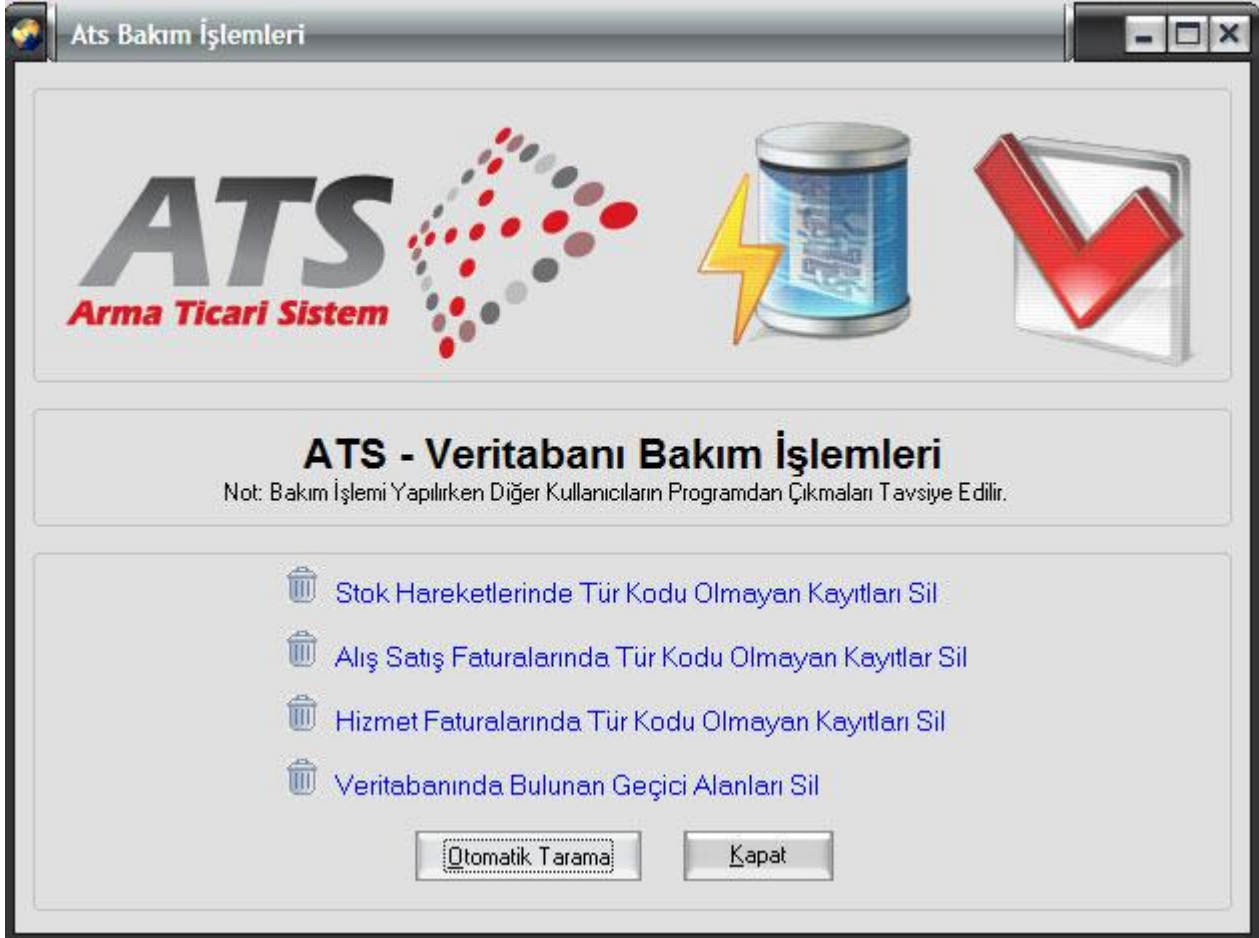 Ats Bakım İşlemleri
ATS
Arma Ticari Sistem
ATS - Veritabanı Bakım İşlemleri
Not: Bakım İşlemi Yapılırken Diğer Kullanıcıların Programdan Çıkmaları Tavsiye Edilir.
Stok Hareketlerinde Tür Kodu Olmayan Kayıtları Sil
Alış Satış Faturalarında Tür Kodu Olmayan Kayıtlar Sil
Hizmet Faturalarında Tür Kodu Olmayan Kayıtları Sil
Veritabanında Bulunan Geçici Alanları Sil
Otomatik Tarama Kapat